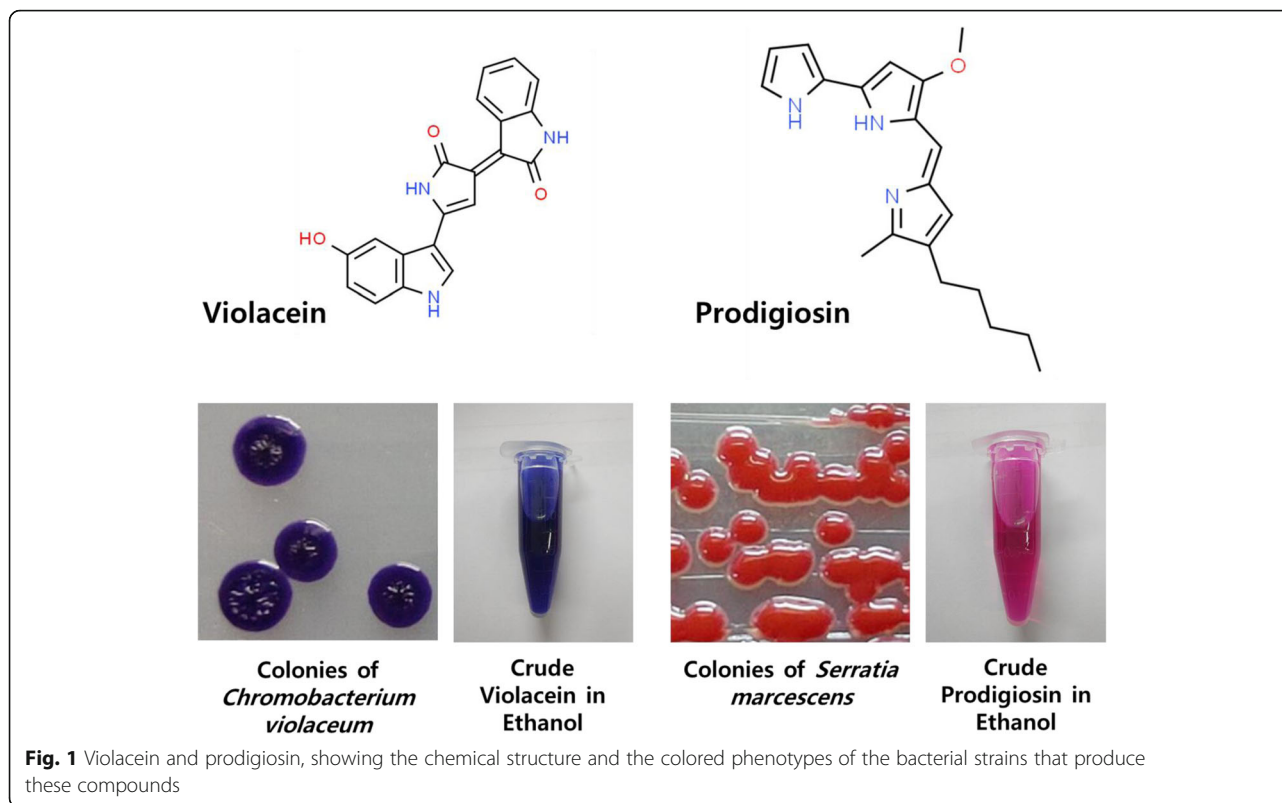 O
NH
O
HN
HO
N
H
Violacein
O
N
H
HN
N
Prodigiosin
Colonies of
Chromobacterium
violaceum
Crude
Violacein in
Ethanol
Colonies of Serratia
marcescens
Crude
Prodigiosin in
Ethanol
Fig. 1 Violacein and prodigiosin, showing the chemical structure and the colored phenotypes of the bacterial strains that produce
these compounds